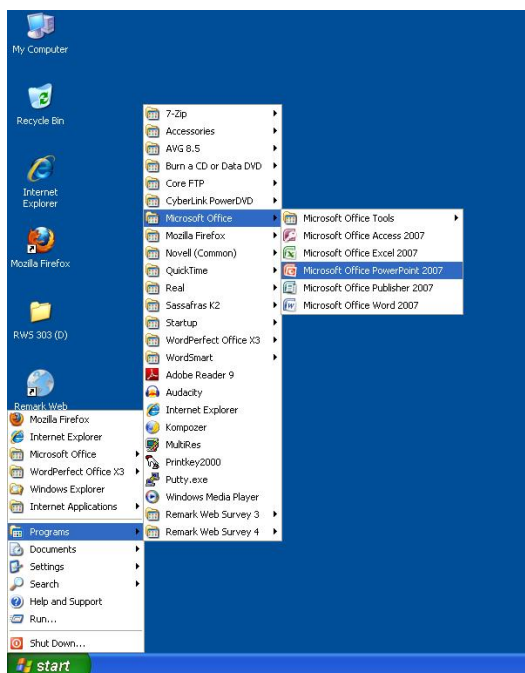 My Computer
Recycle Bin
Internet
Explorer
Mozilla Firefox
RWS 303 (D)
Remark Web
7-Zip
Accessories
AVG 8.5
Burn a CD or Data DVD
Core FTP
CyberLink PowerDVD
Microsoft Office
Mozilla Firefox
Novell (Common)
QuickTime
Real
Sassafras K2
Startup
WordPerfect Office X3
WordSmart
Adobe Reader 9
Audacity
Internet Explorer
Kompozer
MultiRes
Printkey2000
Putty.exe
Windows Media Player
Remark Web Survey 3
Remark Web Survey 4
Microsoft Office Tools
Microsoft Office Access 2007
Microsoft Office Excel 2007
Microsoft Office PowerPoint 2007
Microsoft Office Publisher 2007
Microsoft Office Word 2007
Mozilla Firefox
Internet Explorer
Microsoft Office
WordPerfect Office X3
Windows Explorer
Internet Applications
Programs
Documents
Settings
Search
Help and Support
Run...
Shut Down...
start